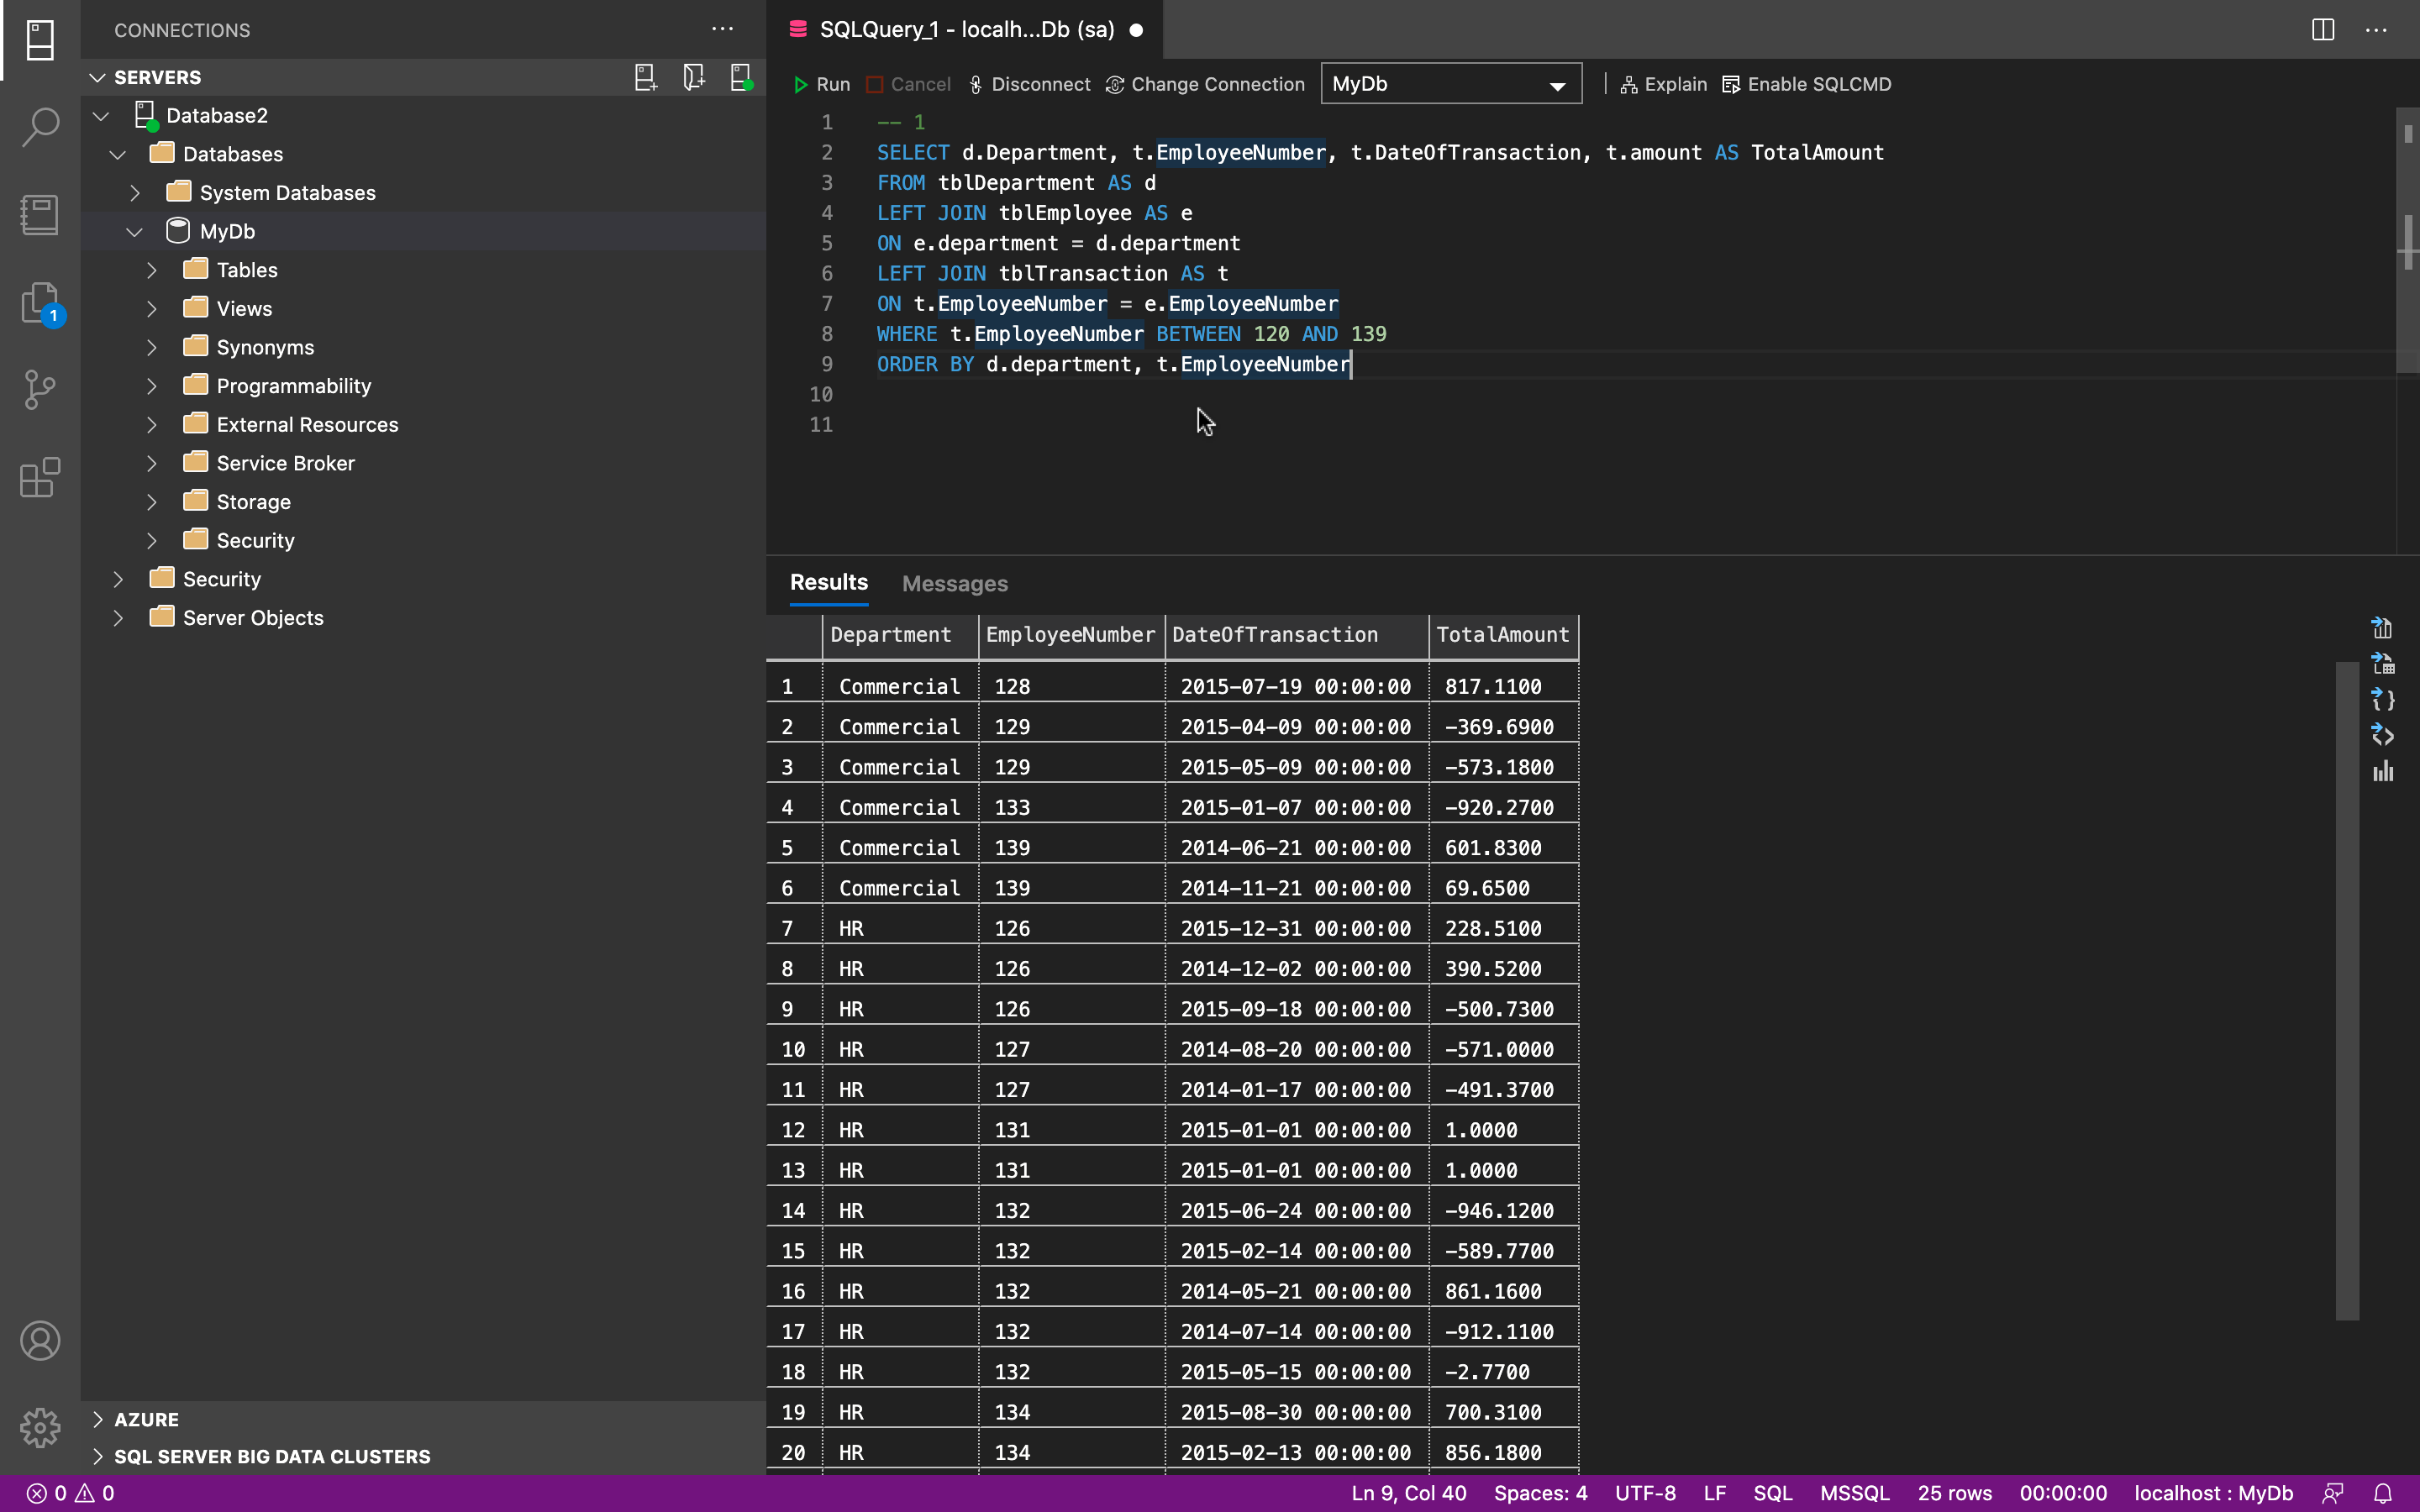 CONNECTIONS
SERVERS
Database2
Databases
System Databases
MyDb
Tables
Views
Synonyms
Programmability
External Resources
Service Broker
Storage
Security
Security
Server Objects
AZURE
SQL SERVER BIG DATA CLUSTERS
1
SQLQuery_1 - localh...Db (sa)
Run Cancel Disconnect Change Connection MyDb Explain Enable SQLCMD
1 -- 1
2 SELECT d.Department, t.EmployeeNumber, t.DateOfTransaction, t.amount AS TotalAmount
3 FROM tblDepartment AS d
4 LEFT JOIN tblEmployee AS e
5 ON e.department = d.department
6 LEFT JOIN tblTransaction AS t
7 ON t.EmployeeNumber = e.EmployeeNumber
8 WHERE t.EmployeeNumber BETWEEN 120 AND 139
9 ORDER BY d.department, t.EmployeeNumber
10
11
Results Messages
Department EmployeeNumber DateOfTransaction TotalAmount
1 Commercial 128 2015-07-19 00:00:00 817.1100
2 Commercial 129 2015-04-09 00:00:00 -369.6900
3 Commercial 129 2015-05-09 00:00:00 -573.1800
4 Commercial 133 2015-01-07 00:00:00 -920.2700
5 Commercial 139 2014-06-21 00:00:00 601.8300
6 Commercial 139 2014-11-21 00:00:00 69.6500
7 HR 126 2015-12-31 00:00:00 228.5100
8 HR 126 2014-12-02 00:00:00 390.5200
9 HR 126 2015-09-18 00:00:00 -500.7300
10 HR 127 2014-08-20 00:00:00 -571.0000
11 HR 127 2014-01-17 00:00:00 -491.3700
12 HR 131 2015-01-01 00:00:00 1.0000
13 HR 131 2015-01-01 00:00:00 1.0000
14 HR 132 2015-06-24 00:00:00 -946.1200
15 HR 132 2015-02-14 00:00:00 -589.7700
16 HR 132 2014-05-21 00:00:00 861.1600
17 HR 132 2014-07-14 00:00:00 -912.1100
18 HR 132 2015-05-15 00:00:00 -2.7700
19 HR 134 2015-08-30 00:00:00 700.3100
20 HR 134 2015-02-13 00:00:00 856.1800
0 0 Ln 9, Col 40 Spaces: 4 UTF-8 LF SQL MSSQL 25 rows 00:00:00 localhost : MyDb